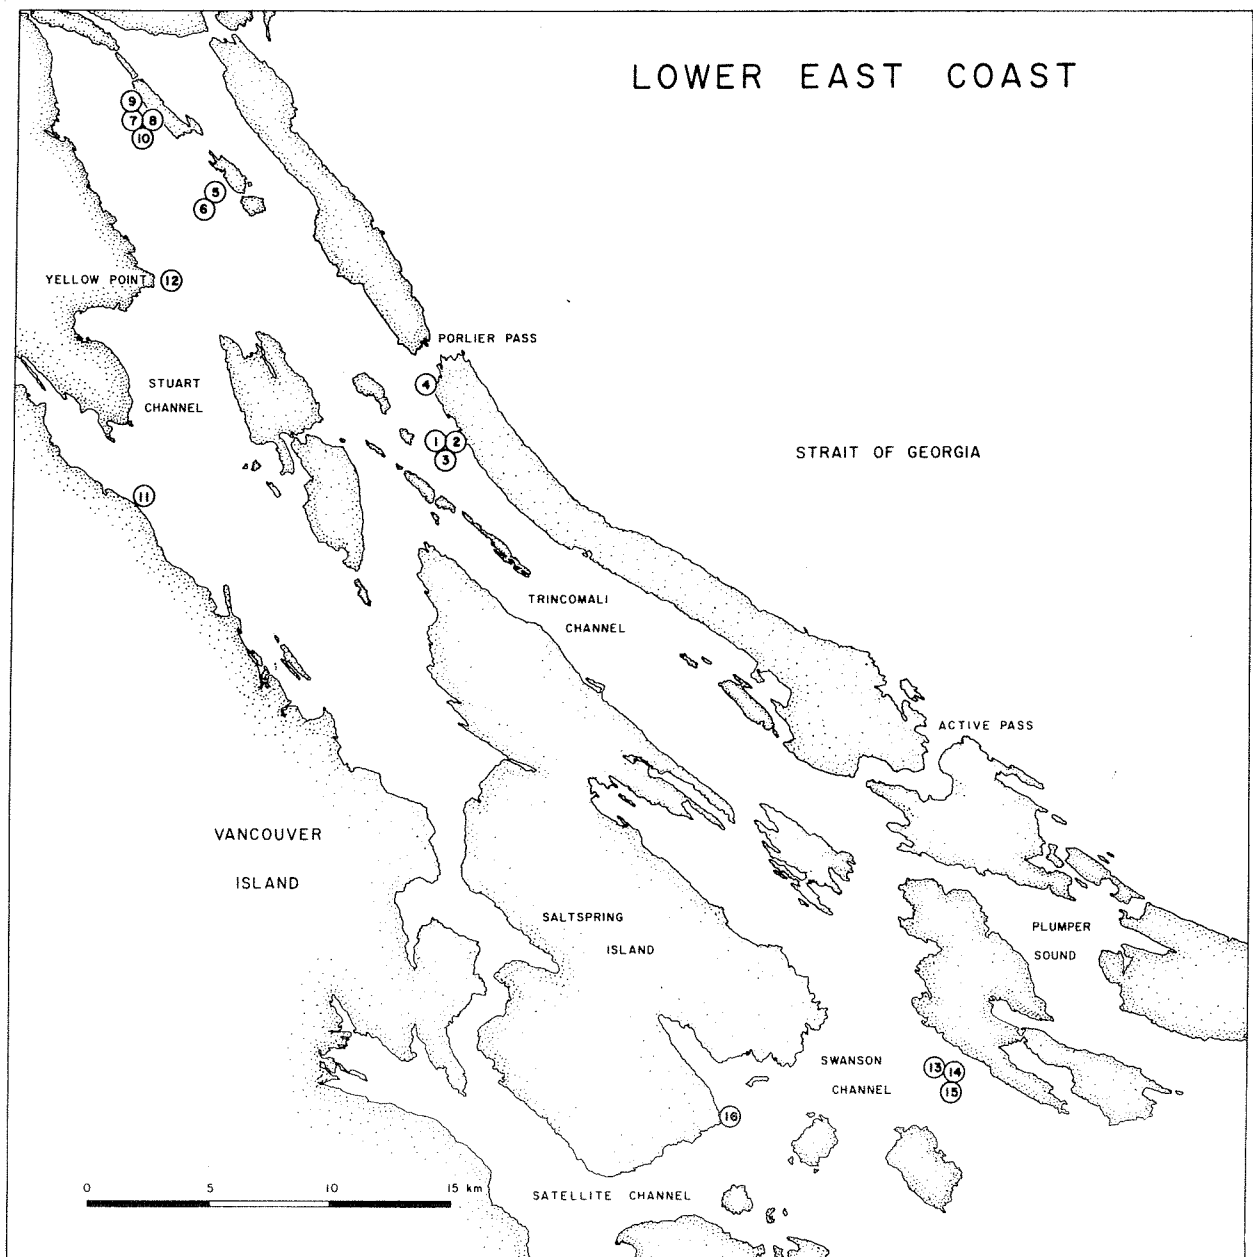 LOWER EAST COAST
9
7 8
10
5
6
YELLOW POINT 12
PORLIER PASS
4
STUART
CHANNEL
1 2
3
STRAIT OF GEORGIA
11
TRINCOMALI
CHANNEL
ACTIVE PASS
VANCOUVER
ISLAND
SALTSPRING
ISLAND
PLUMPER
SOUND
SWANSON
CHANNEL
13 14
15
16
0 5 10 15 km
SATELLITE CHANNEL